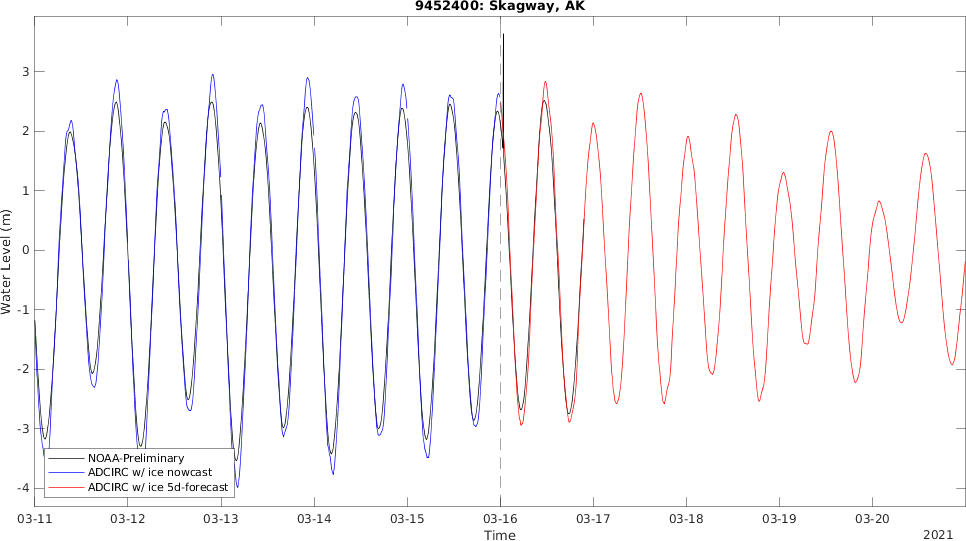 9452400: Skagway, AK
Water Level (m)
3
2
1
0
-1
-2
-3
-4
NOAA-Preliminary
ADCIRC w/ ice nowcast
ADCIRC w/ ice 5d-forecast
03-11 03-12 03-13 03-14 03-15 03-16 03-17 03-18 03-19 03-20
Time
2021